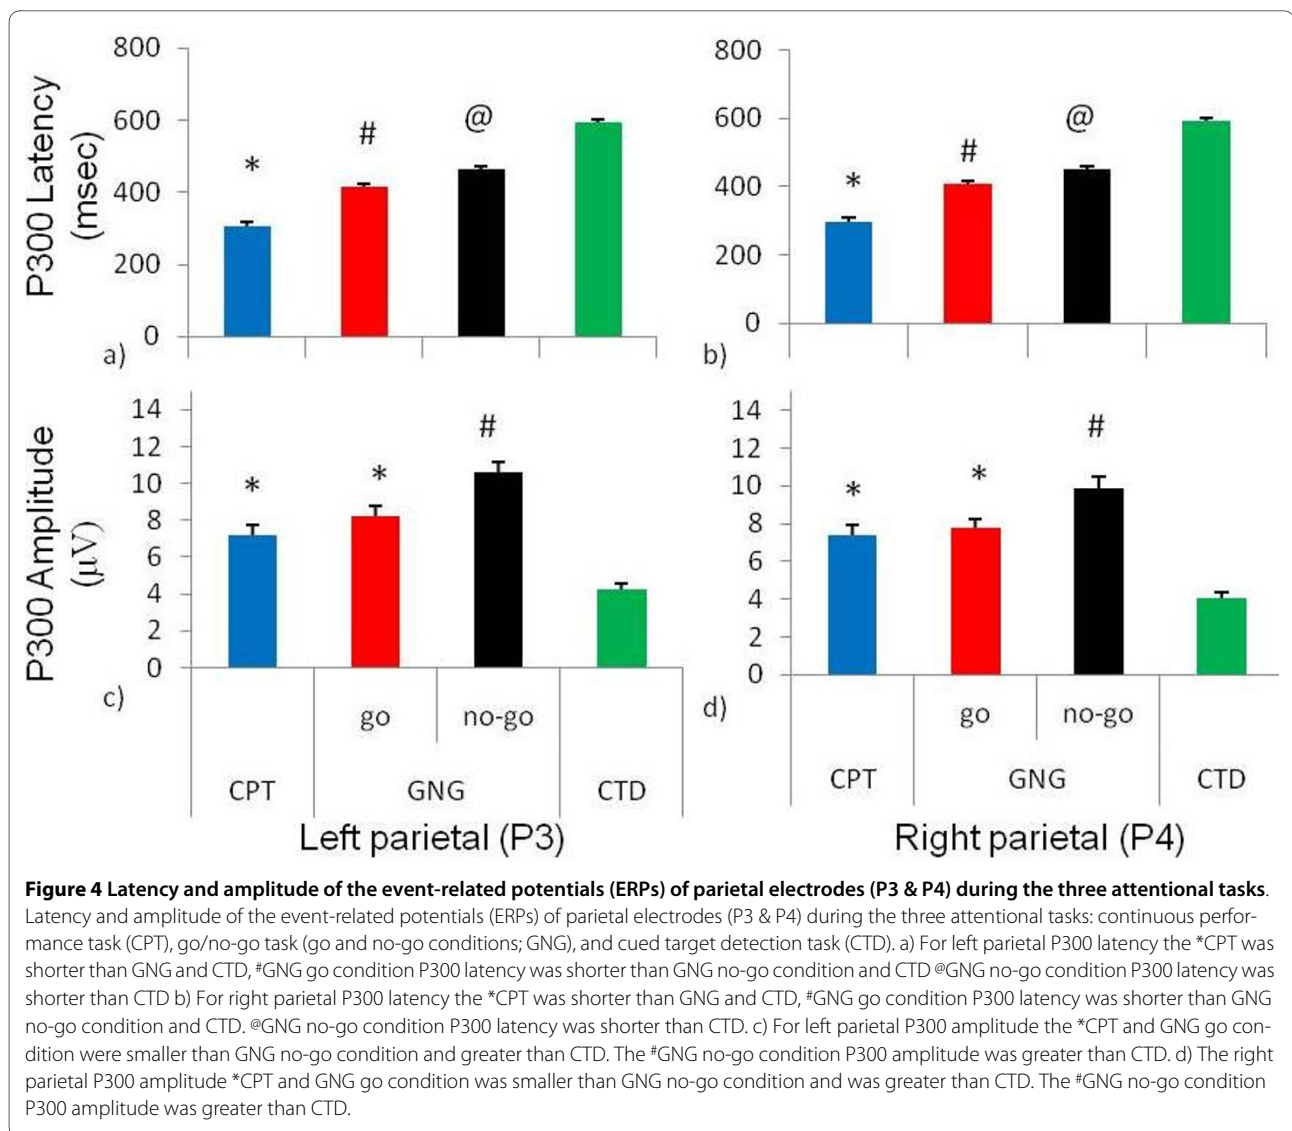 800
600
400
200
0
P300 Latency
(msec)
*
#
@
a)
800
600
400
200
0
*
#
@
b)
14
12
10
8
6
4
2
0
P300 Amplitude
(µV)
*
*
#
c)
go
no-go
CPT
GNG
CTD
Left parietal (P3)
14
12
10
8
6
4
2
0
*
*
#
d)
go
no-go
CPT
GNG
CTD
Right parietal (P4)
Figure 4 Latency and amplitude of the event-related potentials (ERPs) of parietal electrodes (P3 & P4) during the three attentional tasks.
Latency and amplitude of the event-related potentials (ERPs) of parietal electrodes (P3 & P4) during the three attentional tasks: continuous perfor-
mance task (CPT), go/no-go task (go and no-go conditions; GNG), and cued target detection task (CTD). a) For left parietal P300 latency the *CPT was
shorter than GNG and CTD, #GNG go condition P300 latency was shorter than GNG no-go condition and CTD @GNG no-go condition P300 latency was
shorter than CTD b) For right parietal P300 latency the *CPT was shorter than GNG and CTD, #GNG go condition P300 latency was shorter than GNG
no-go condition and CTD. @GNG no-go condition P300 latency was shorter than CTD. c) For left parietal P300 amplitude the *CPT and GNG go con-
dition were smaller than GNG no-go condition and greater than CTD. The #GNG no-go condition P300 amplitude was greater than CTD. d) The right
parietal P300 amplitude *CPT and GNG go condition was smaller than GNG no-go condition and was greater than CTD. The #GNG no-go condition
P300 amplitude was greater than CTD.